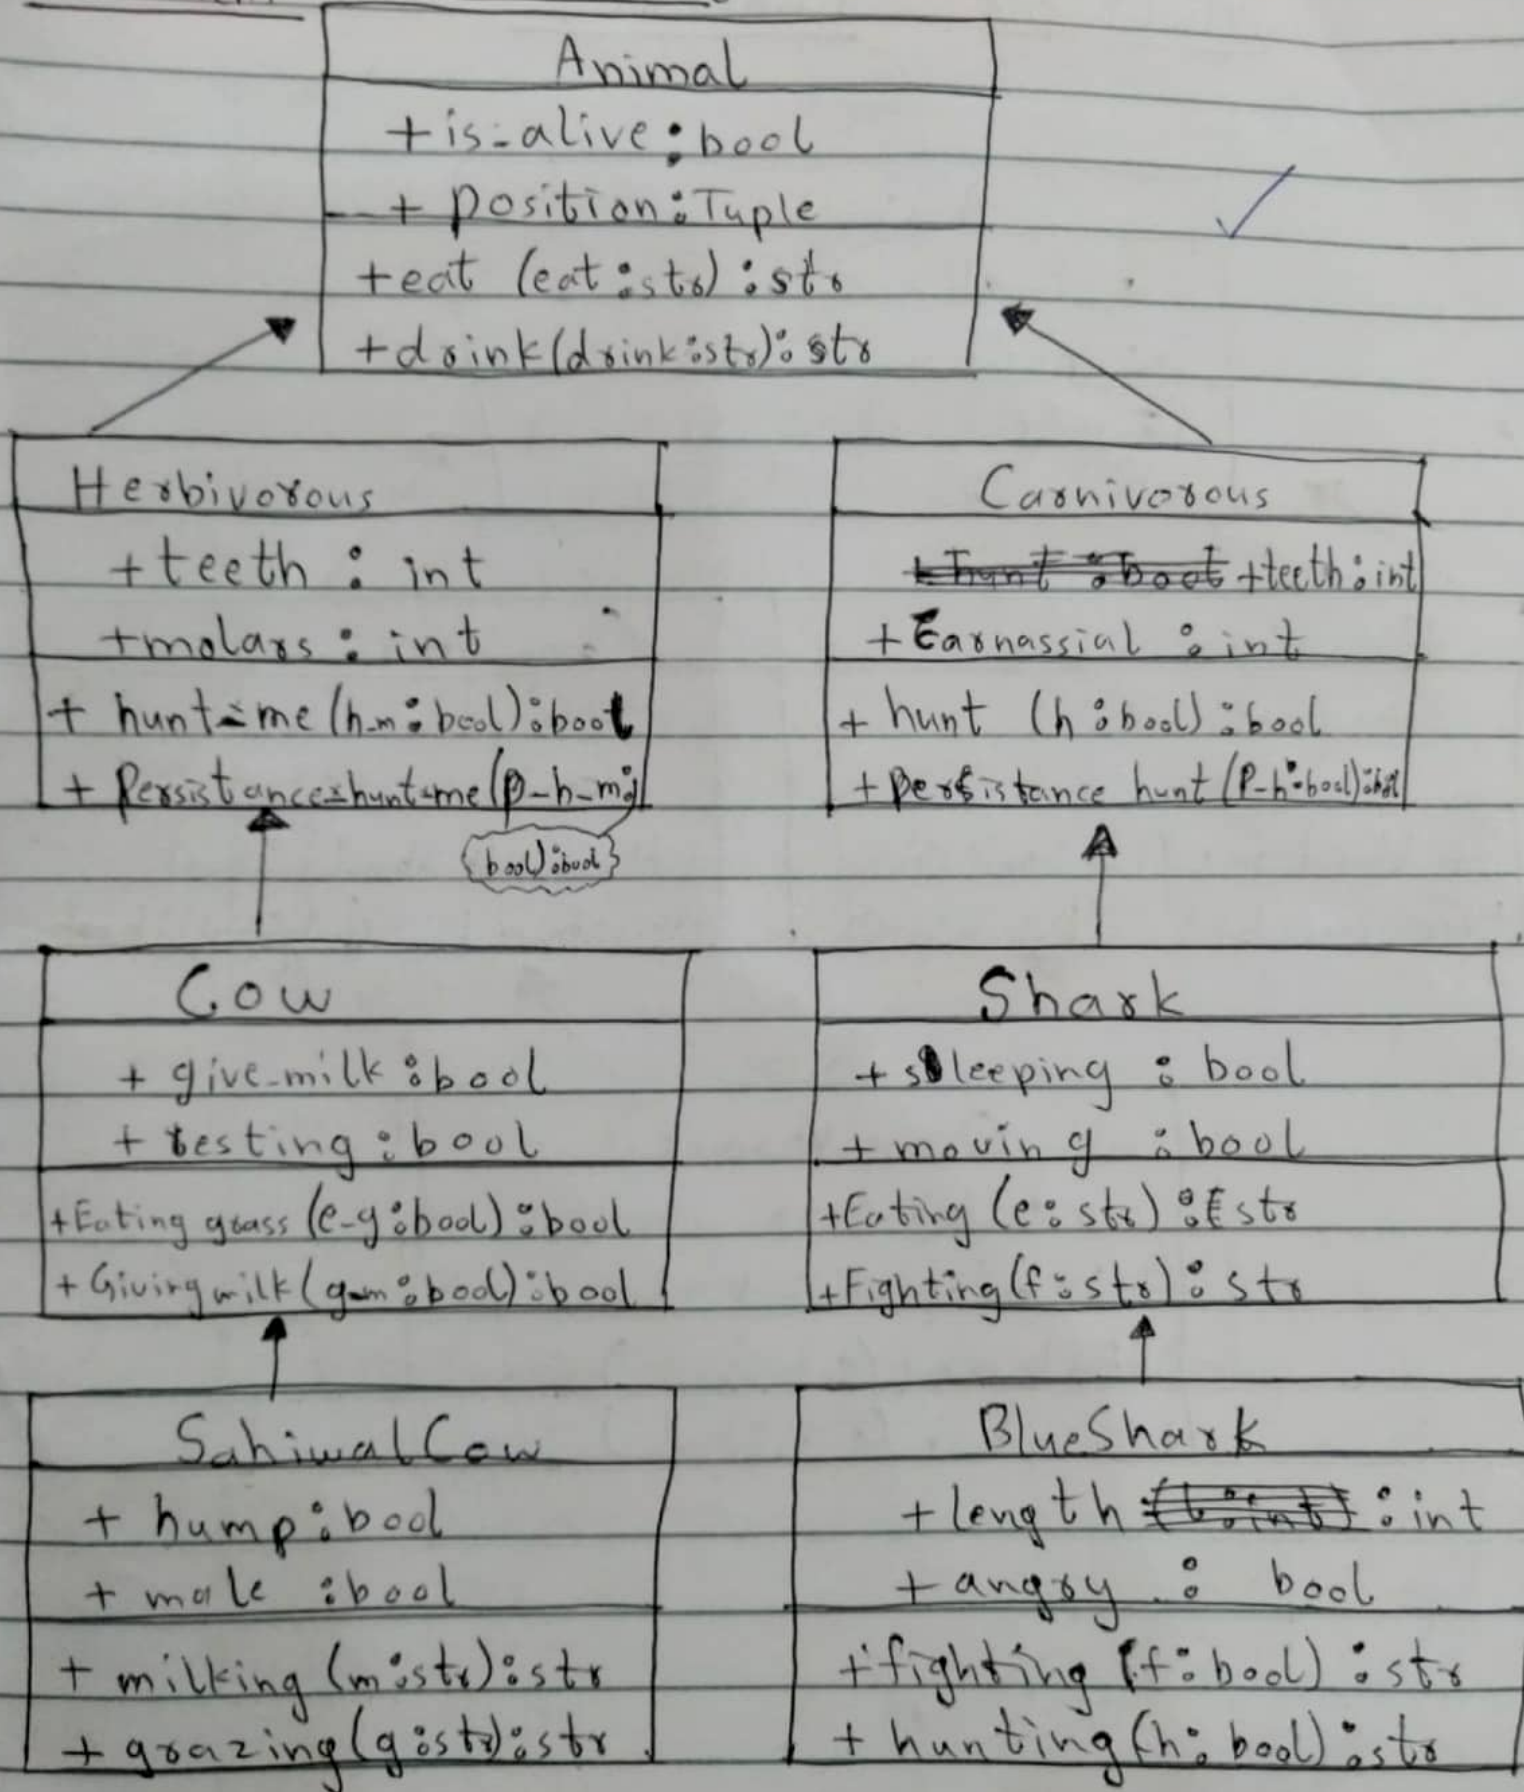 Animal
+ is_alive : bool
+ position : Tuple
+ eat (eat : str) : str
+ drink (drink : str) : str
Herbivorous
+ teeth : int
+ molars : int
+ hunt_me (h_m : bool) : bool
+ Persistance_hunt_me (p_h_m :
bool) : bool
Carnivorous
+ hunt : bool + teeth : int
+ Carnassial : int
+ hunt (h : bool) : bool
+ persistance hunt (P_h : bool) : bool
Cow
+ give_milk : bool
+ resting : bool
+ Eating grass (e_g : bool) : bool
+ Giving milk (g_m : bool) : bool
Shark
+ sleeping : bool
+ moving : bool
+ Eating (e : str) : str
+ Fighting (f : str) : str
SahiwalCow
+ hump : bool
+ male : bool
+ milking (m : str) : str
+ grazing (g : str) : str
BlueShark
+ length (l : int) : int
+ angry : bool
+ fighting (f : bool) : str
+ hunting (h : bool) : str